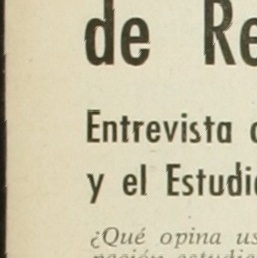 de Re
Entrevista
y el Estudi
¿Qué opina us